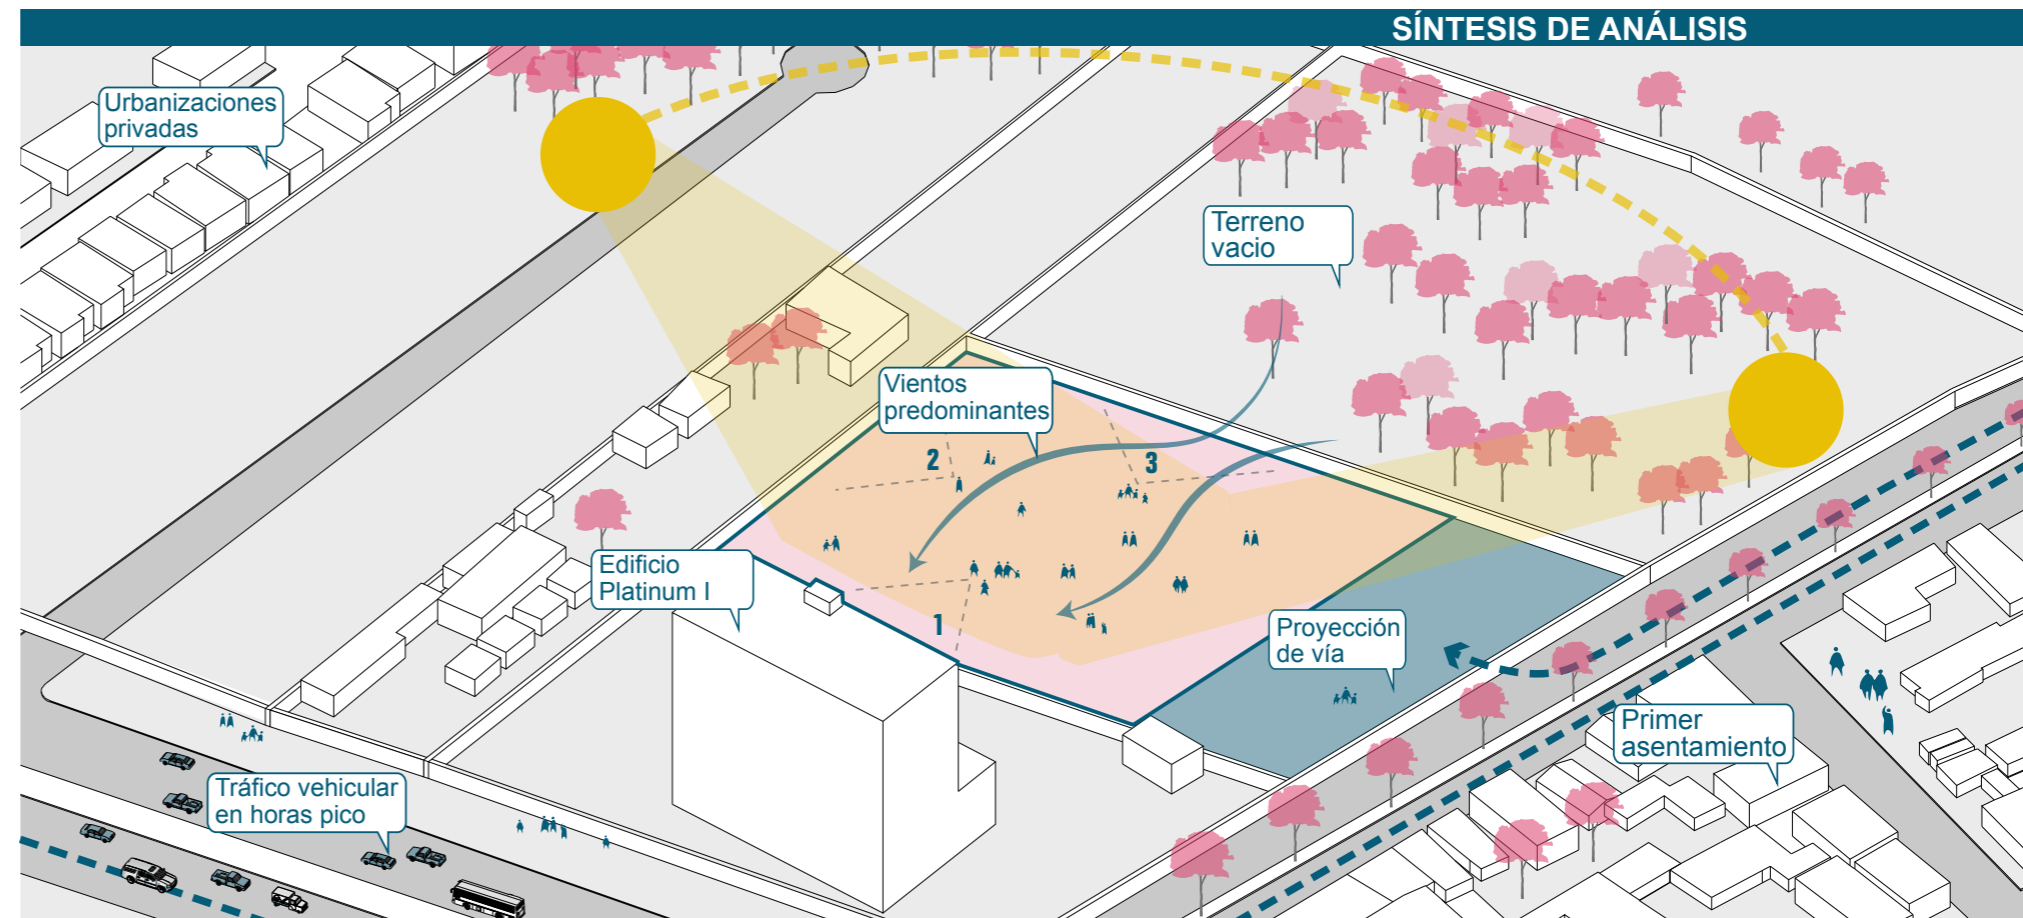 SÍNTESIS DE ANÁLISIS
Urbanizaciones
privadas
Terreno
vacio
Vientos
predominantes
2
3
Edificio
Platinum I
1
Proyección
de vía
Primer
asentamiento
Tráfico vehicular
en horas pico